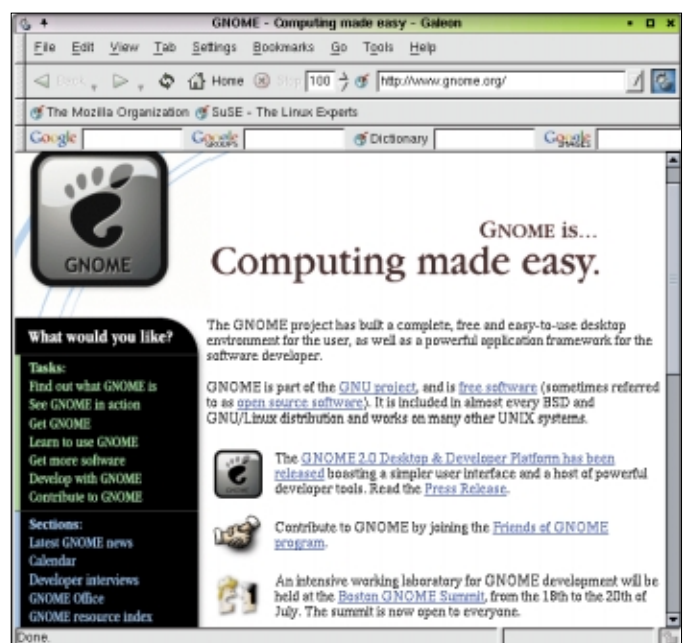 GNOME - Computing made easy - Galeon
File Edit View Tab Settings Bookmarks Go Tools Help
Back Home Stop 100 http://www.gnome.org/
The Mozilla Organization SuSE - The Linux Experts
Google Google GROUPS Dictionary Google IMAGES
GNOME
GNOME IS...
Computing made easy.
What would you like?
Tasks:
Find out what GNOME is
See GNOME in action
Get GNOME
Learn to use GNOME
Get more software
Develop with GNOME
Contribute to GNOME
Sections:
Latest GNOME news
Calendar
Developer interviews
GNOME Office
GNOME resource index
The GNOME project has built a complete, free and easy-to-use desktop
environment for the user, as well as a powerful application framework for the
software developer.
GNOME is part of the GNU project, and is free software (sometimes referred
to as open source software). It is included in almost every BSD and
GNU/Linux distribution and works on many other UNIX systems.
The GNOME 2.0 Desktop & Developer Platform has been
released boasting a simpler user interface and a host of powerful
developer tools. Read the Press Release.
Contribute to GNOME by joining the Friends of GNOME
program.
An intensive working laboratory for GNOME development will be
held at the Boston GNOME Summit, from the 18th to the 20th of
July. The summit is now open to everyone.
Done.